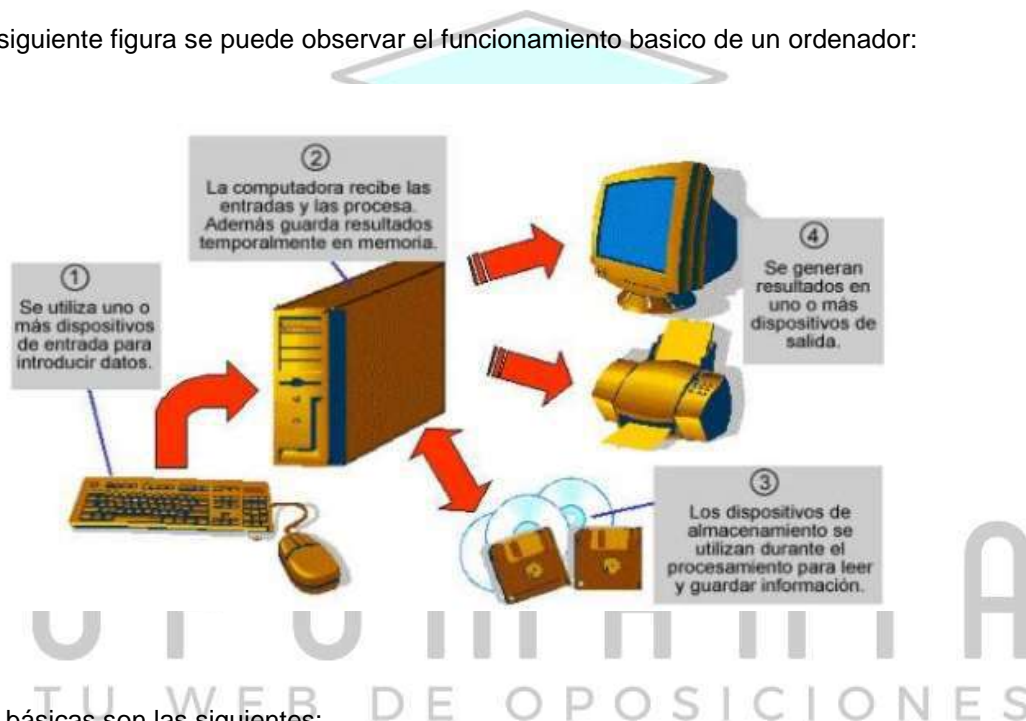 siguiente figura se puede observar el funcionamiento basico de un ordenador:
②
La computadora recibe las
entradas y las procesa.
Además guarda resultados
temporalmente en memoria.
①
Se utiliza uno o
más dispositivos
de entrada para
introducir datos.
④
Se generan
resultados en
uno o más
dispositivos de
salida.
③
Los dispositivos de
almacenamiento se
utilizan durante el
procesamiento para leer
y guardar información.
TU WEB DE OPOSICIONES
básicas son las siguientes: